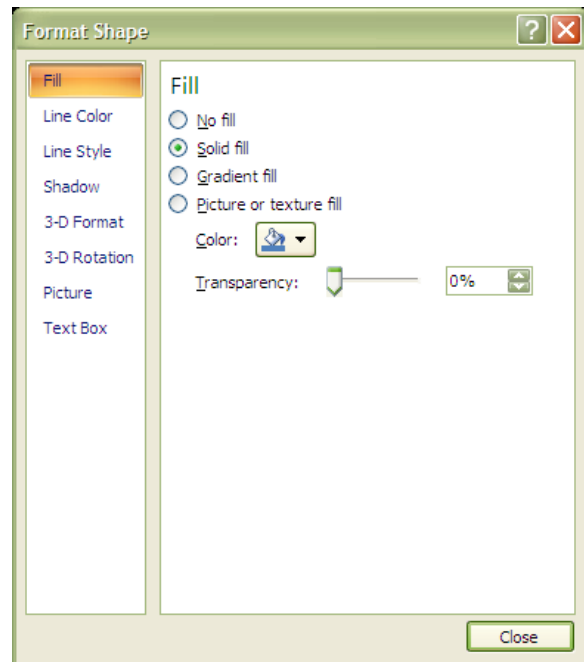 Format Shape
?
Fill
Line Color
Line Style
Shadow
3-D Format
3-D Rotation
Picture
Text Box
Fill
No fill
Solid fill
Gradient fill
Picture or texture fill
Color:
Transparency: 0%
Close